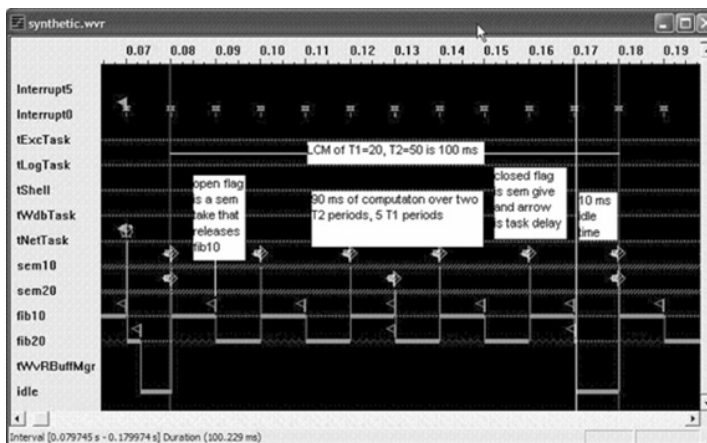 synthetic.wvr
0.07 0.08 0.09 0.10 0.11 0.12 0.13 0.14 0.15 0.16 0.17 0.18 0.19
Interrupt5
Interrupt0
tExcTask
LCM of T1=20, T2=50 is 100 ms
tLogTask
tShell
open flag
is a sem
take that
releases
fib10
90 ms of computaton over two
T2 periods, 5 T1 periods
closed flag
is sem give
and arrow
is task delay
10 ms
idle
time
tWdbTask
tNetTask
sem10
sem20
fib10
fib20
tWvRBuffMgr
idle
Interval [0.079745 s - 0.179974 s] Duration (100.229 ms)